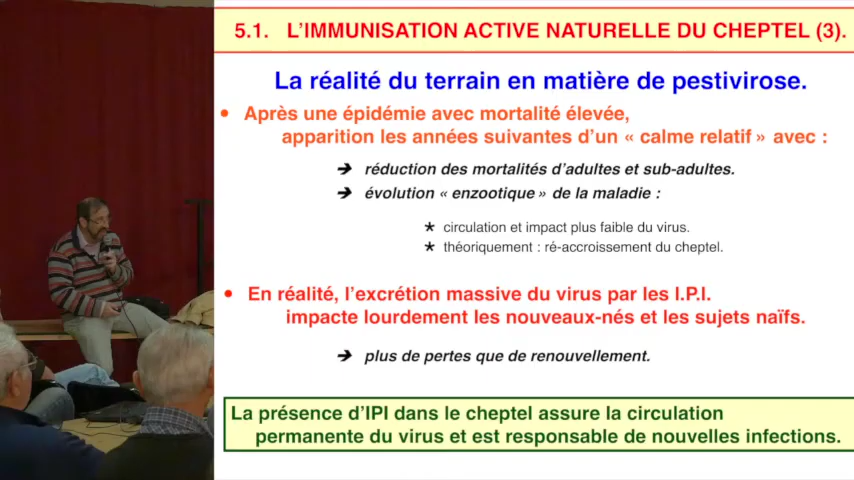 5.1. L’IMMUNISATION ACTIVE NATURELLE DU CHEPTEL (3).
La réalité du terrain en matière de pestivirose.
• Après une épidémie avec mortalité élevée,
apparition les années suivantes d’un « calme relatif » avec :
➔ réduction des mortalités d’adultes et sub-adultes.
➔ évolution « enzootique » de la maladie :
* circulation et impact plus faible du virus.
* théoriquement : ré-accroissement du cheptel.
• En réalité, l’excrétion massive du virus par les I.P.I.
impacte lourdement les nouveaux-nés et les sujets naïfs.
➔ plus de pertes que de renouvellement.
La présence d’IPI dans le cheptel assure la circulation
permanente du virus et est responsable de nouvelles infections.